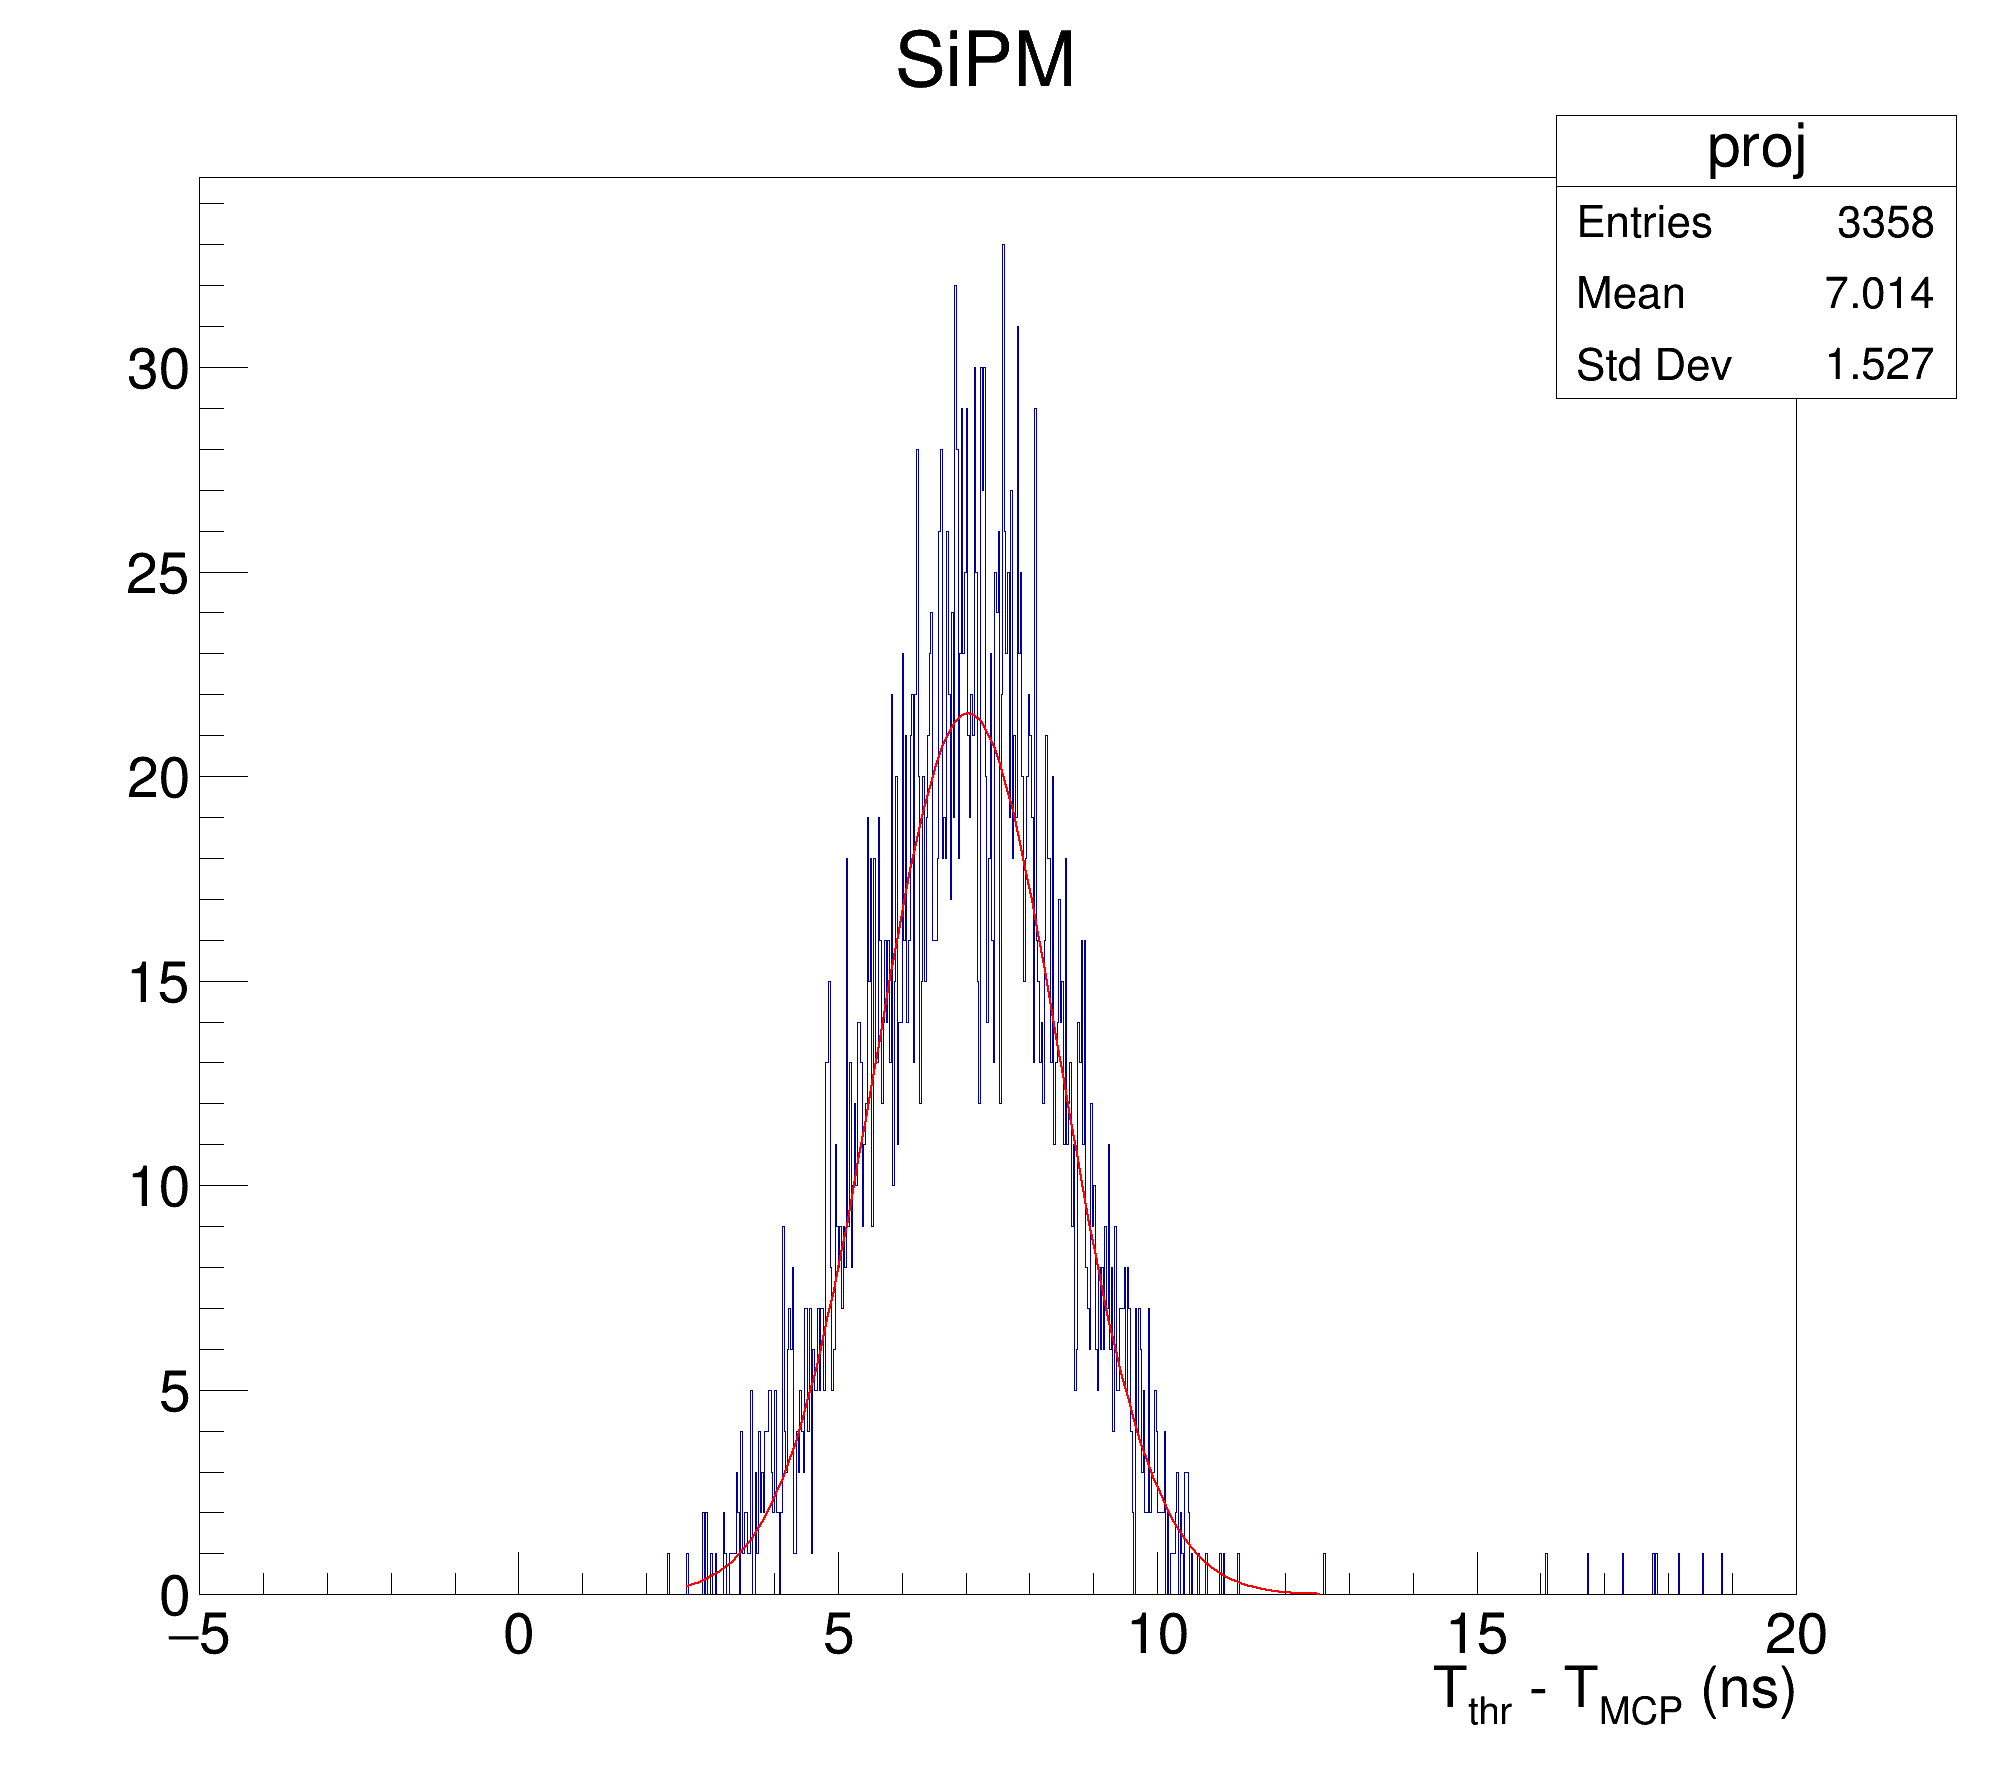 SiPM
proj
Entries 3358
Mean 7.014
Std Dev 1.527
30
25
20
15
10
5
0
−5 0 5 10 15 20
T_thr - T_MCP (ns)